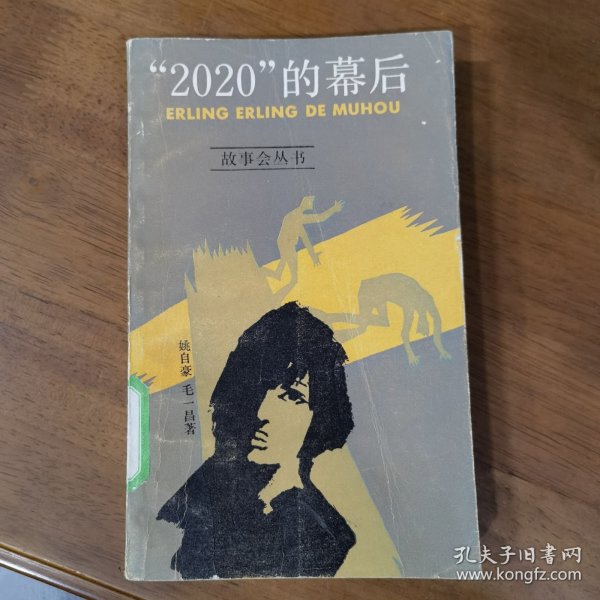 “2020”的幕后
ERLING ERLING DE MUHOU
故事会丛书
姚自豪 毛一昌著
孔夫子旧書网
www.kongfz.com